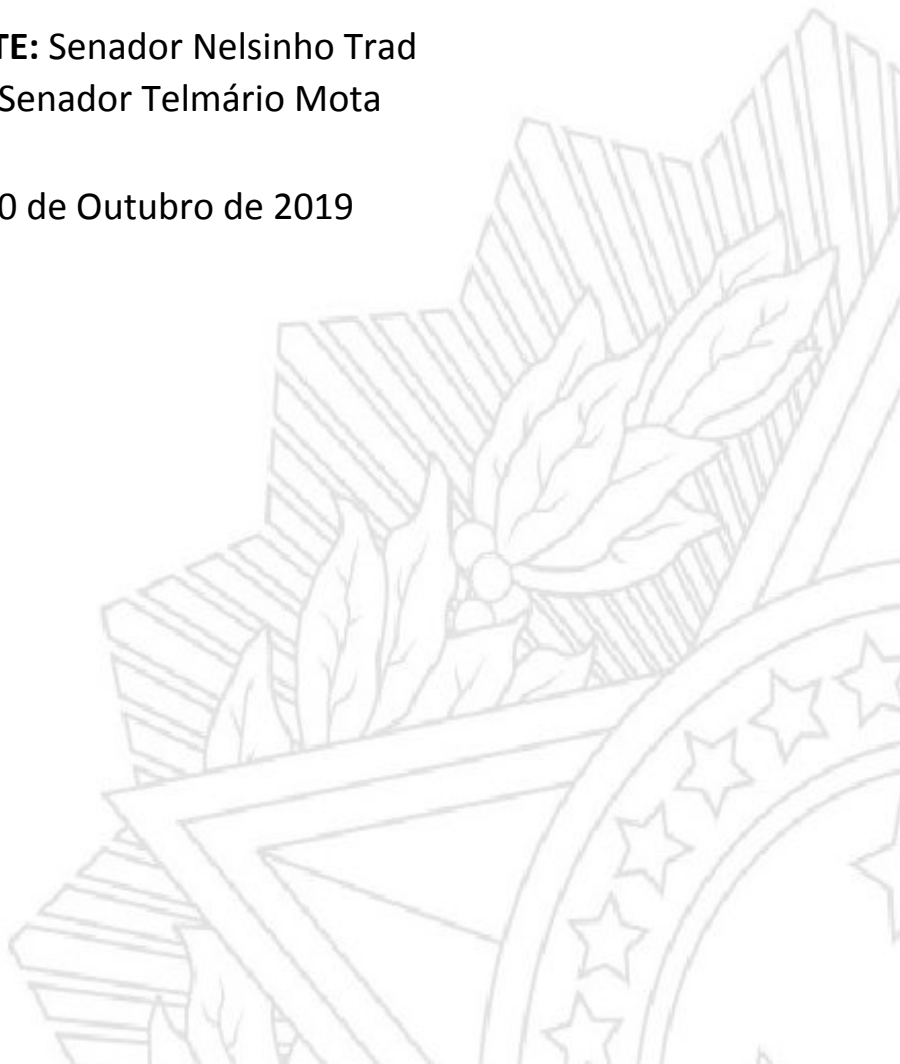 TE: Senador Nelsinho Trad
Senador Telmário Mota
0 de Outubro de 2019